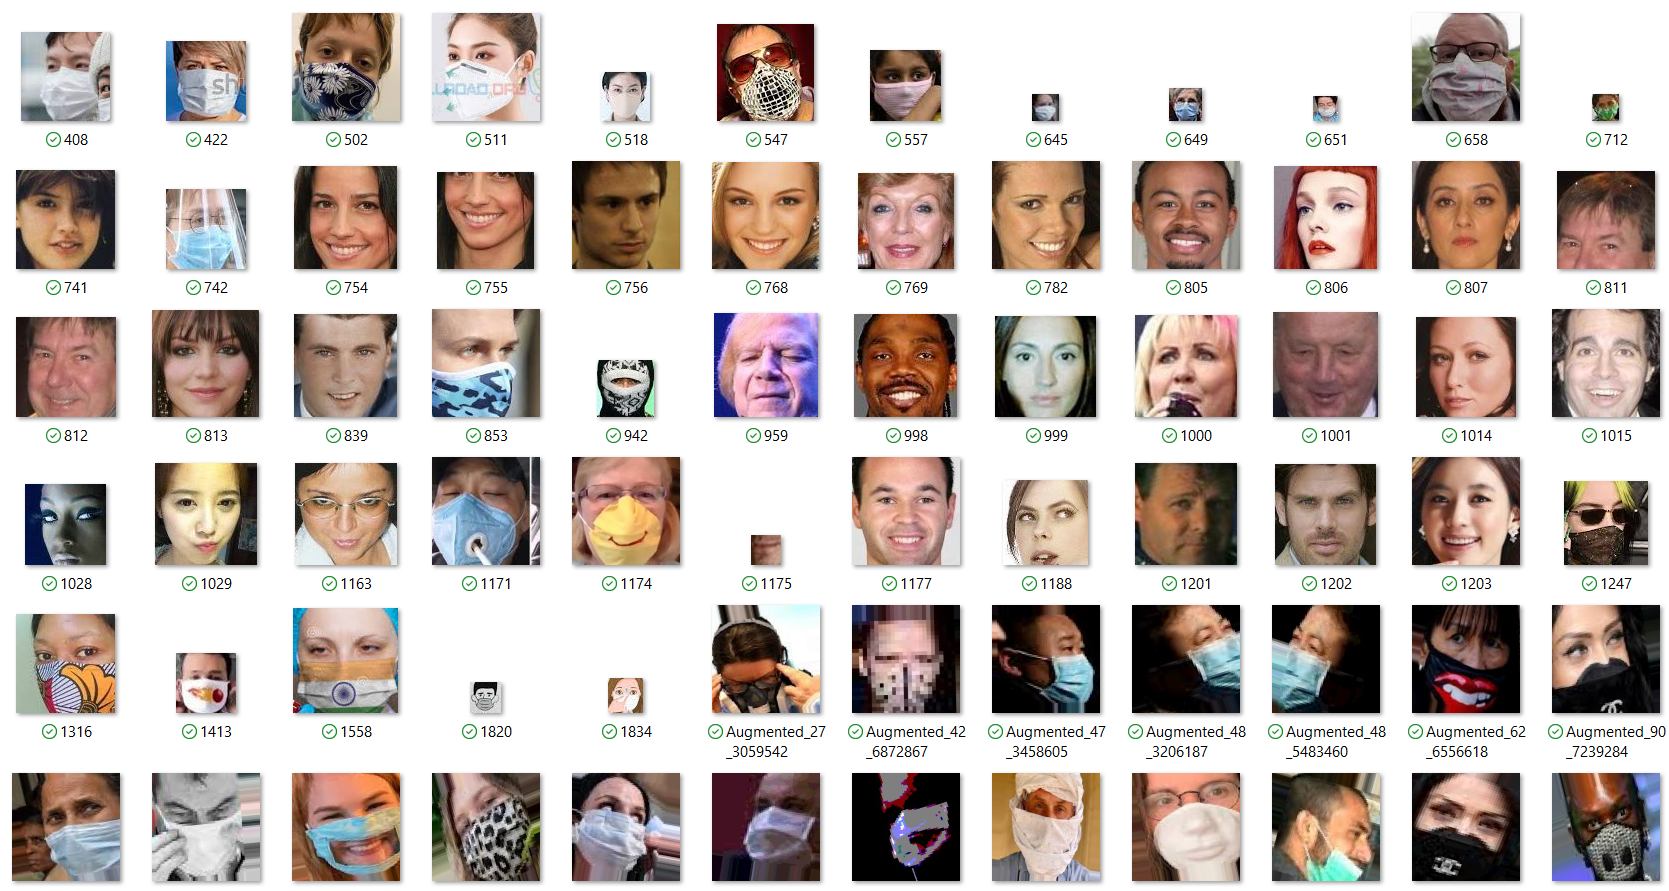 408 422 502 511 518 547 557 645 649 651 658 712
741 742 754 755 756 768 769 782 805 806 807 811
812 813 839 853 942 959 998 999 1000 1001 1014 1015
1028 1029 1163 1171 1174 1175 1177 1188 1201 1202 1203 1247
1316 1413 1558 1820 1834 Augmented_27 Augmented_42 Augmented_47 Augmented_48 Augmented_48 Augmented_62 Augmented_90
_3059542 _6872867 _3458605 _3206187 _5483460 _6556618 _7239284